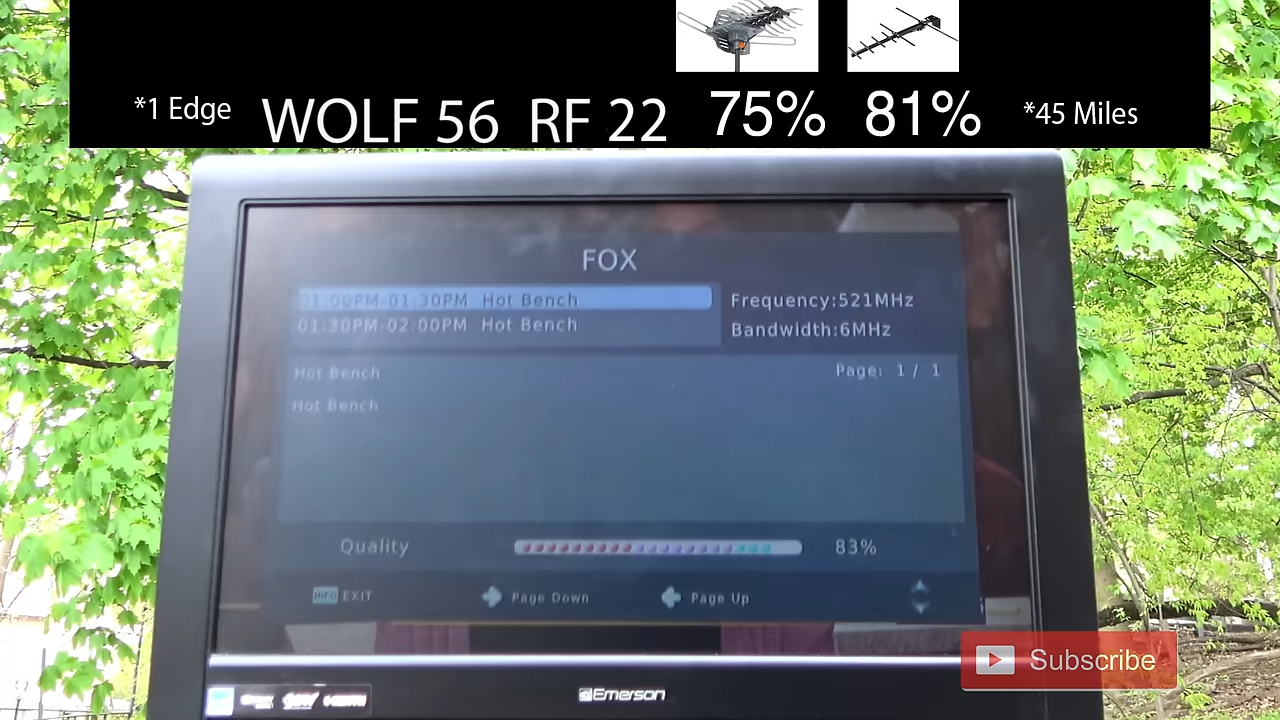 *1 Edge WOLF 56 RF 22 75% 81% *45 Miles
FOX
01:00PM-01:30PM Hot Bench
01:30PM-02:00PM Hot Bench
Frequency:521MHz
Bandwidth:6MHz
Hot Bench
Page: 1 / 1
Hot Bench
Quality 83%
INFO EXIT Page Down Page Up
Subscribe
Emerson